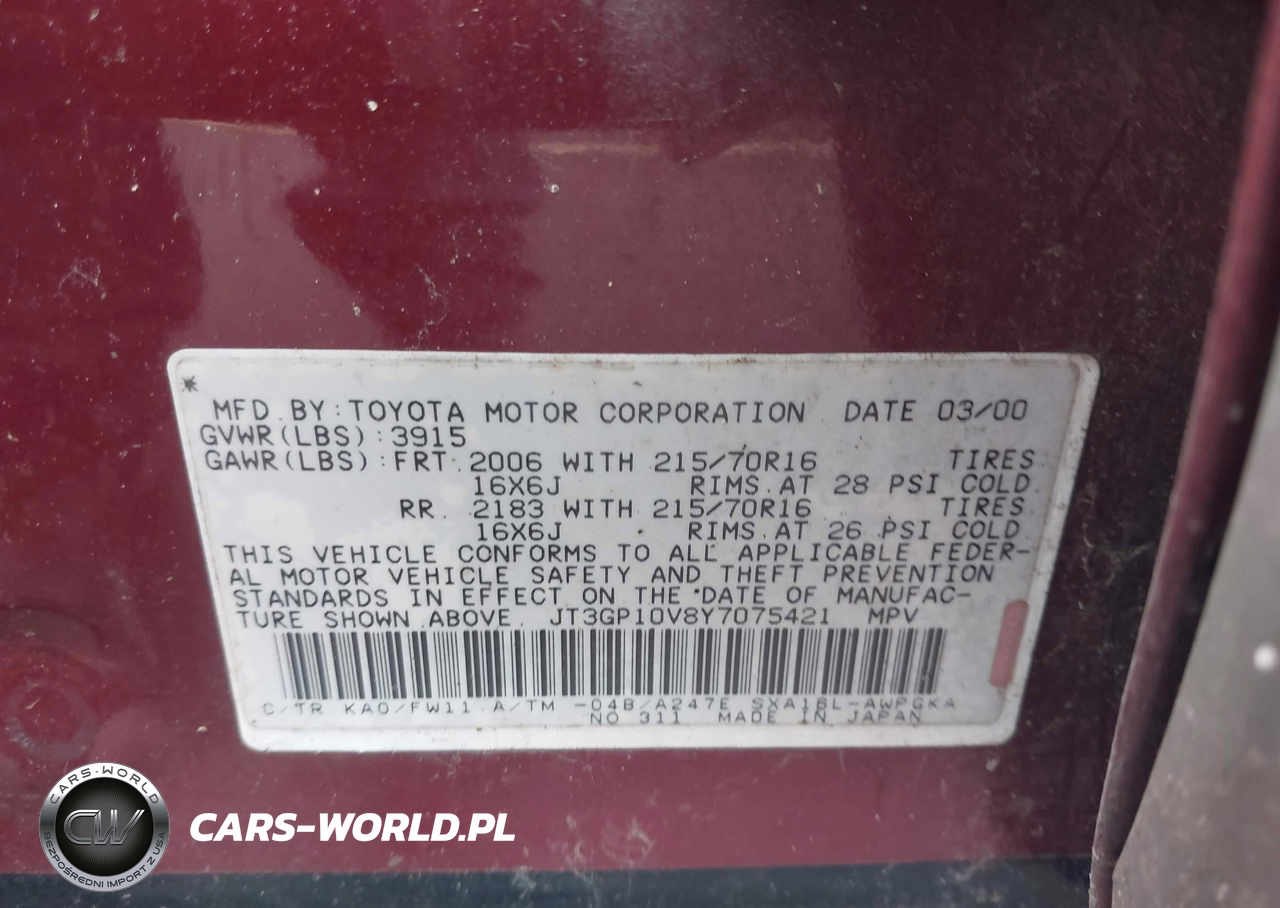 MFD. BY: TOYOTA MOTOR CORPORATION DATE 03/00
GVWR(LBS): 3915
GAWR(LBS): FRT. 2006 WITH 215/70R16 TIRES
16X6J RIMS. AT 28 PSI COLD
RR. 2183 WITH 215/70R16 TIRES.
16X6J RIMS. AT 26 PSI COLD.
THIS VEHICLE CONFORMS TO ALL APPLICABLE FEDER-
AL MOTOR VEHICLE SAFETY AND THEFT PREVENTION
STANDARDS IN EFFECT ON THE DATE OF MANUFAC-
TURE SHOWN ABOVE. JT3GP10V8Y7075421 MPV
C/TR KA0/FW11 A/TM -04B/A247E SXA16L-AWPGKA
NO 311 MADE IN JAPAN
CARS-WORLD
CW
BEZPOŚREDNI IMPORT Z USA
CARS-WORLD.PL